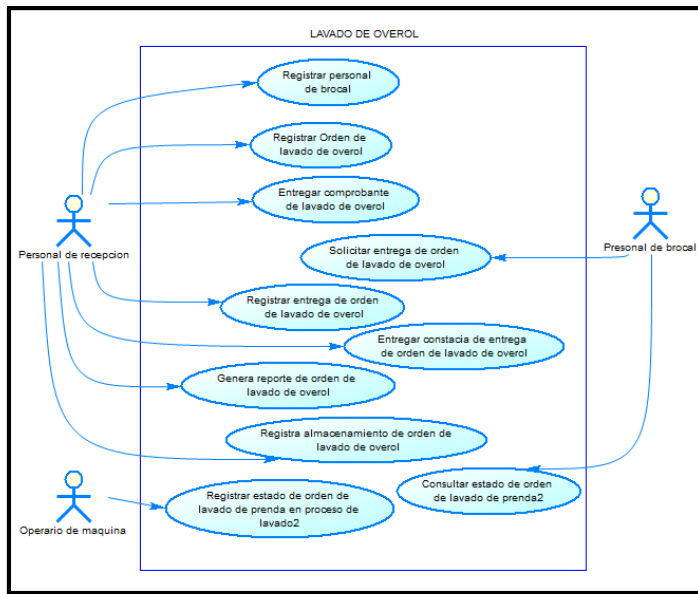 LAVADO DE OVEROL
Registrar personal
de brocal
Registrar Orden de
lavado de overol
Entregar comprobante
de lavado de overol
Personal de recepcion
Presonal de brocal
Solicitar entrega de orden
de lavado de overol
Registrar entrega de orden
de lavado de overol
Entregar constacia de entrega
de orden de lavado de overol
Genera reporte de orden de
lavado de overol
Registra almacenamiento de orden de
lavado de overol
Consultar estado de orden
de lavado de prenda2
Registrar estado de orden de
lavado de prenda en proceso de
lavado2
Operario de maquina